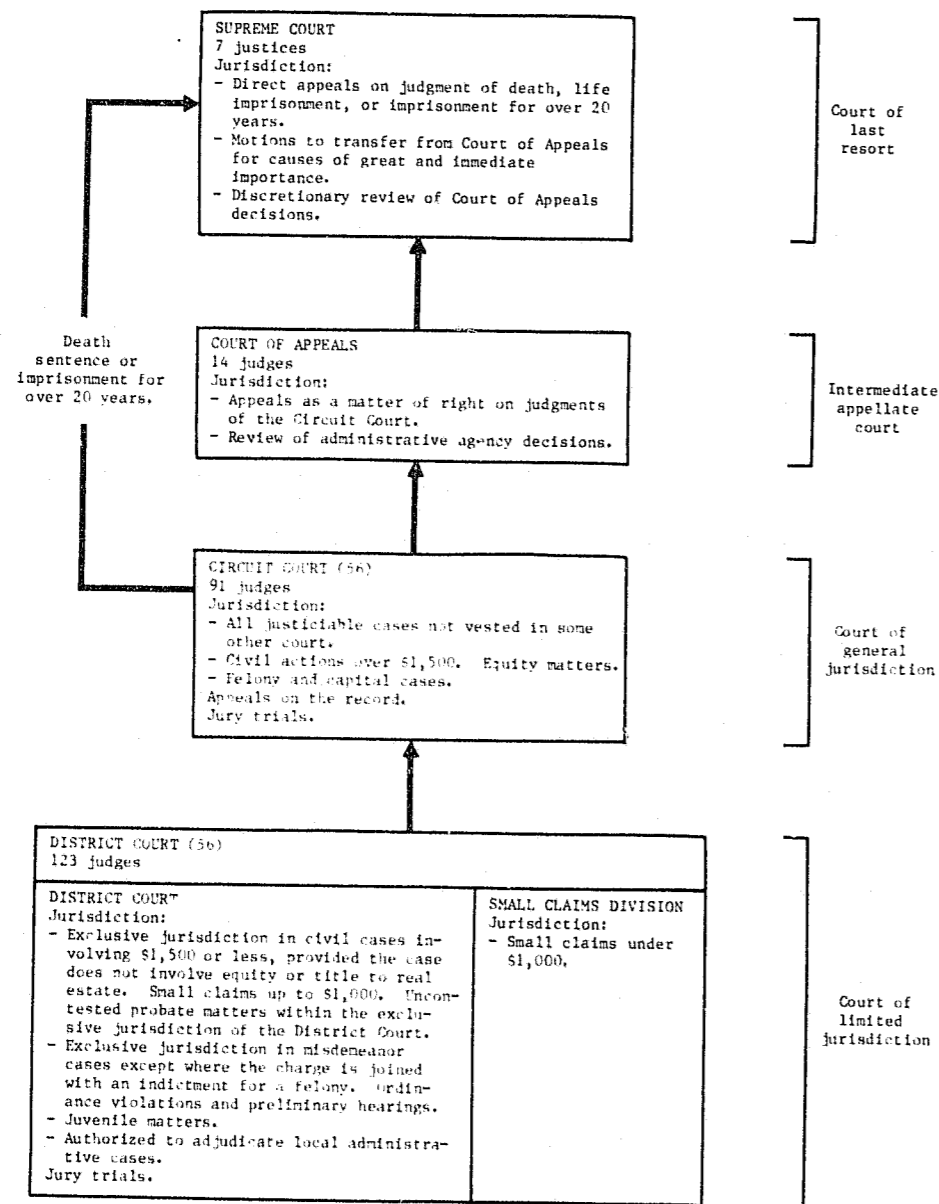 SUPREME COURT
7 justices
Jurisdiction:
- Direct appeals on judgment of death, life
imprisonment, or imprisonment for over 20
years.
- Motions to transfer from Court of Appeals
for causes of great and immediate
importance.
- Discretionary review of Court of Appeals
decisions.
Court of
last
resort
Death
sentence or
imprisonment for
over 20 years.
COURT OF APPEALS
14 judges
Jurisdiction:
- Appeals as a matter of right on judgments
of the Circuit Court.
- Review of administrative agency decisions.
Intermediate
appellate
court
CIRCUIT COURT (56)
91 judges
Jurisdiction:
- All justiciable cases not vested in some
other court.
- Civil actions over $1,500. Equity matters.
- Felony and capital cases.
Appeals on the record.
Jury trials.
Court of
general
jurisdiction
DISTRICT COURT (56)
123 judges
DISTRICT COURT
Jurisdiction:
- Exclusive jurisdiction in civil cases in-
volving $1,500 or less, provided the case
does not involve equity or title to real
estate. Small claims up to $1,000. Uncon-
tested probate matters within the exclu-
sive jurisdiction of the District Court.
- Exclusive jurisdiction in misdemeanor
cases except where the charge is joined
with an indictment for a felony. Ordin-
ance violations and preliminary hearings.
- Juvenile matters.
- Authorized to adjudicate local administra-
tive cases.
Jury trials.
SMALL CLAIMS DIVISION
Jurisdiction:
- Small claims under
$1,000.
Court of
limited
jurisdiction